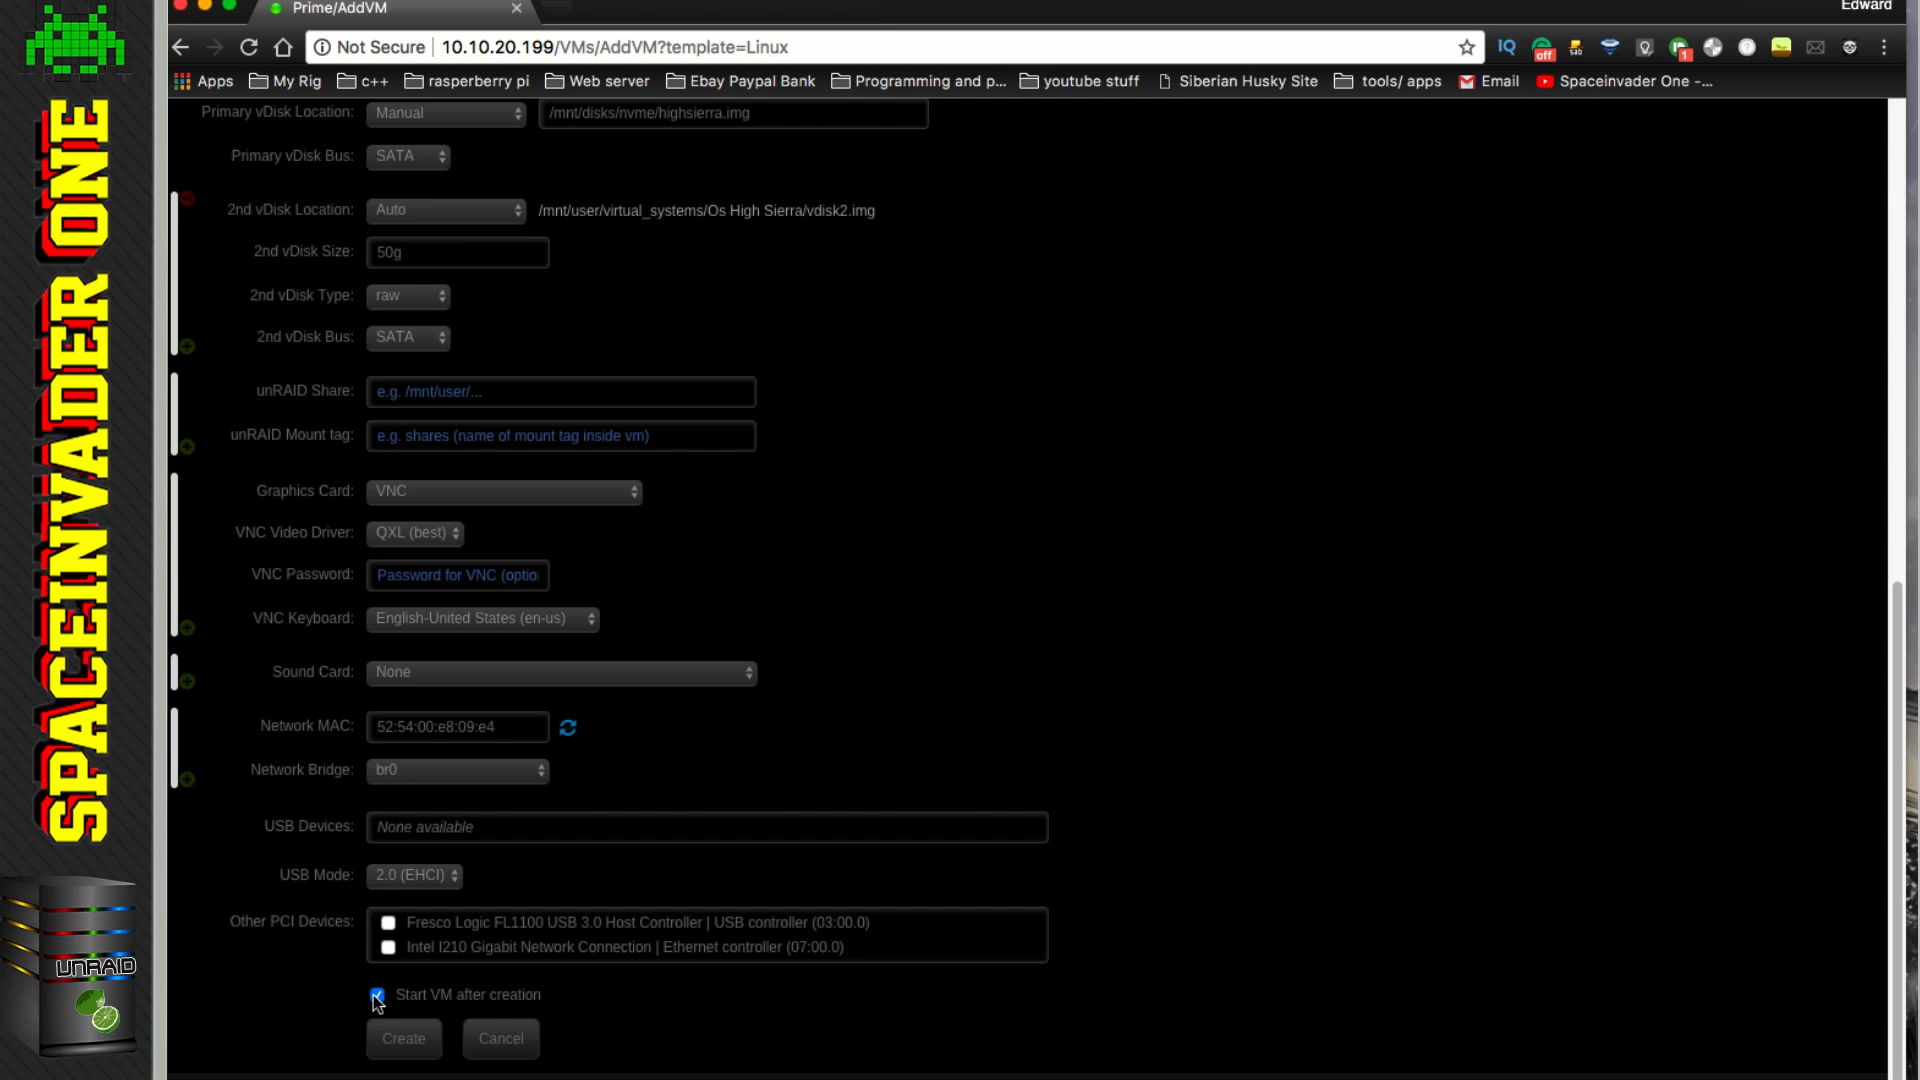 SPACEINVADER ONE
UNRAID
Prime/AddVM
Edward
Not Secure 10.10.20.199/VMs/AddVM?template=Linux
IQ
off
sab
1
Apps My Rig c++ rasperberry pi Web server Ebay Paypal Bank Programming and p... youtube stuff Siberian Husky Site tools/ apps Email Spaceinvader One -...
Primary vDisk Location: Manual /mnt/disks/nvme/highsierra.img
Primary vDisk Bus: SATA
2nd vDisk Location: Auto /mnt/user/virtual_systems/Os High Sierra/vdisk2.img
2nd vDisk Size: 50g
2nd vDisk Type: raw
2nd vDisk Bus: SATA
unRAID Share: e.g. /mnt/user/...
unRAID Mount tag: e.g. shares (name of mount tag inside vm)
Graphics Card: VNC
VNC Video Driver: QXL (best)
VNC Password: Password for VNC (optio
VNC Keyboard: English-United States (en-us)
Sound Card: None
Network MAC: 52:54:00:e8:09:e4
Network Bridge: br0
USB Devices: None available
USB Mode: 2.0 (EHCI)
Other PCI Devices: Fresco Logic FL1100 USB 3.0 Host Controller | USB controller (03:00.0)
Intel I210 Gigabit Network Connection | Ethernet controller (07:00.0)
Start VM after creation
Create Cancel